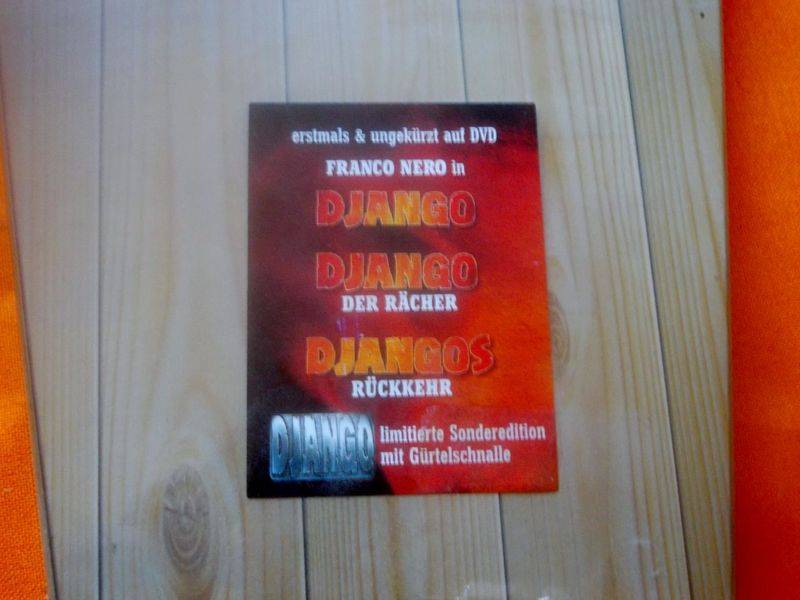 erstmals & ungekürzt auf DVD
FRANCO NERO in
DJANGO
DJANGO
DER RÄCHER
DJANGOS
RÜCKKEHR
DJANGO limitierte Sonderedition
mit Gürtelschnalle